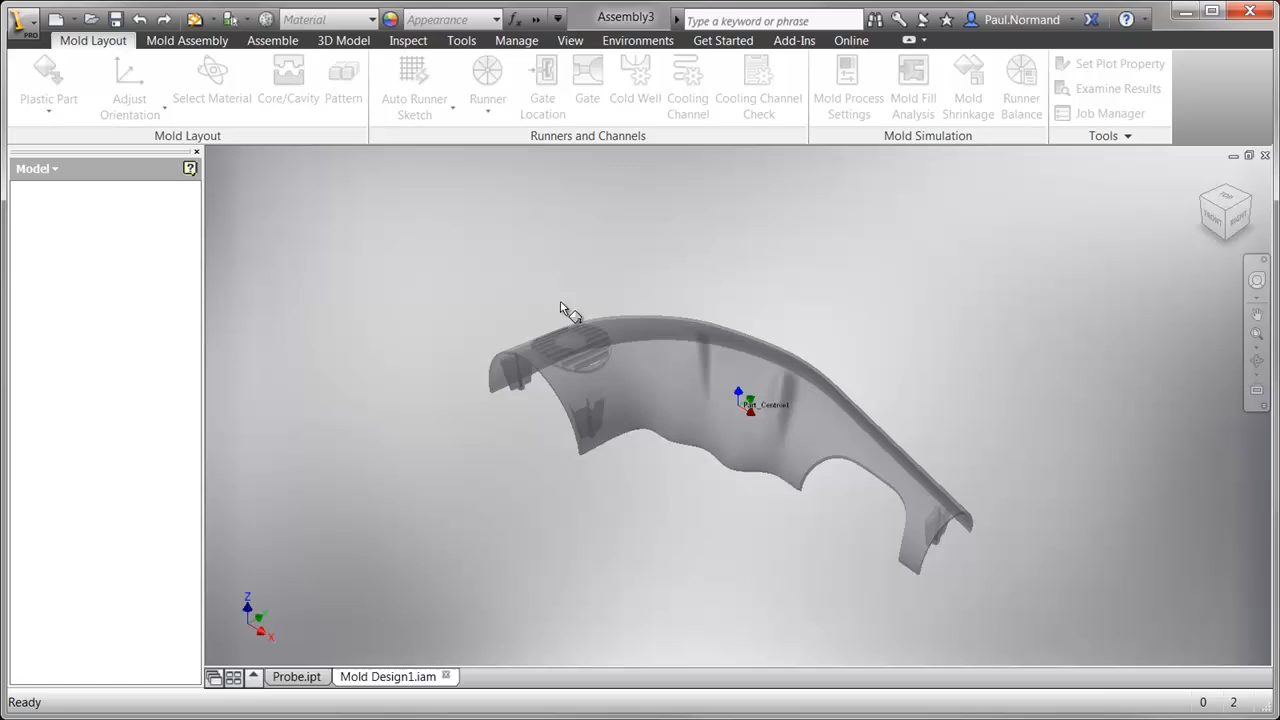 PRO
Material
Appearance
Assembly3
Type a keyword or phrase
Paul.Normand
Mold Layout Mold Assembly Assemble 3D Model Inspect Tools Manage View Environments Get Started Add-Ins Online
Plastic Part
Adjust Orientation
Select Material
Core/Cavity
Pattern
Auto Runner Sketch
Runner
Gate Location
Gate
Cold Well
Cooling Channel
Cooling Channel Check
Mold Process Settings
Mold Fill Analysis
Mold Shrinkage
Runner Balance
Set Plot Property
Examine Results
Job Manager
Mold Layout
Runners and Channels
Mold Simulation
Tools
Model
TOP
FRONT
RIGHT
Z
X
Probe.ipt
Mold Design1.iam
Ready
0 2